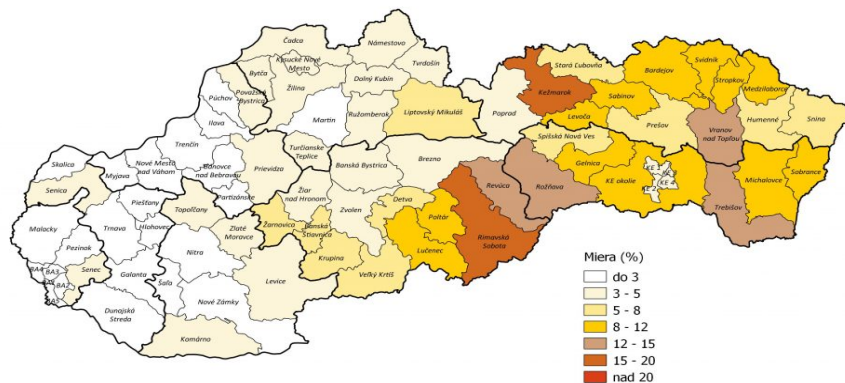 Čadca
Námestovo
Kysucké Nové
Mesto
Tvrdošín
Bytča
Žilina
Dolný Kubín
Považská
Bystrica
Púchov
Ilava
Martin
Ružomberok
Liptovský Mikuláš
Poprad
Kežmarok
Stará Ľubovňa
Bardejov
Svidník
Stropkov
Medzilaborce
Sabinov
Levoča
Prešov
Vranov
nad Topľou
Humenné
Snina
Trenčín
Turčianske
Teplice
Prievidza
Bánovce
nad Bebravou
Partizánske
Nové Mesto
nad Váhom
Myjava
Skalica
Senica
Banská Bystrica
Brezno
Spišská Nová Ves
Gelnica
KE okolie
KE 1
KE 2
KE 4
Michalovce
Sobrance
Trebišov
Rožňava
Revúca
Rimavská
Sobota
Žiar
nad Hronom
Zvolen
Detva
Poltár
Lučenec
Žarnovica
Banská
Štiavnica
Krupina
Veľký Krtíš
Topoľčany
Zlaté
Moravce
Piešťany
Hlohovec
Trnava
Malacky
Pezinok
Nitra
Levice
Senec
Galanta
Šaľa
Nové Zámky
Dunajská
Streda
Komárno
BA4
BA3
BA2
BA5
Miera (%)
do 3
3 - 5
5 - 8
8 - 12
12 - 15
15 - 20
nad 20